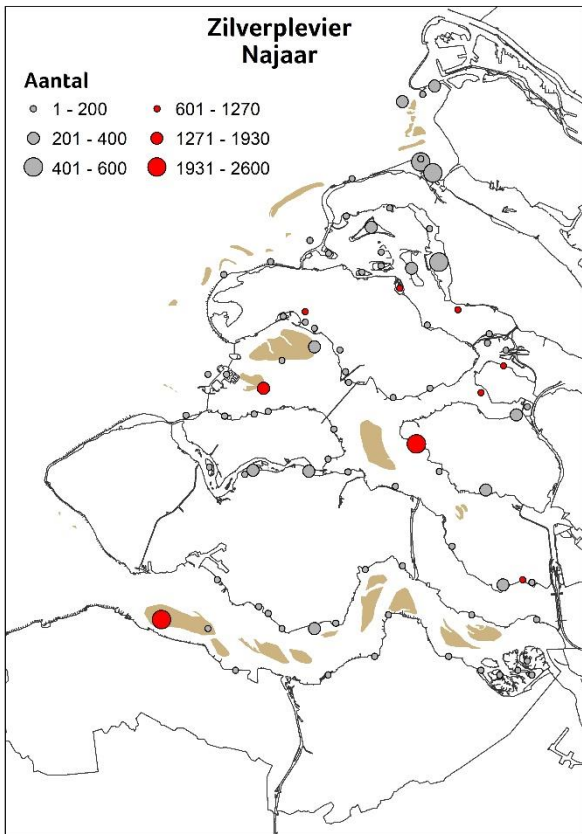 Zilverplevier
Najaar
Aantal
1 - 200
201 - 400
401 - 600
601 - 1270
1271 - 1930
1931 - 2600